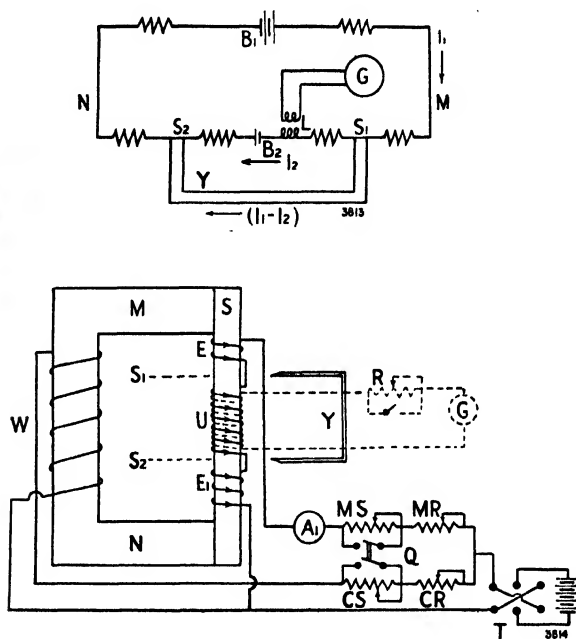 B1
I1
G
N
M
S2
L
S1
B2
I2
Y
(I1-I2)
3813
M
S
E
S1
R
W
U
Y
G
S2
E1
MS
MR
A1
N
Q
CS
CR
T
3814